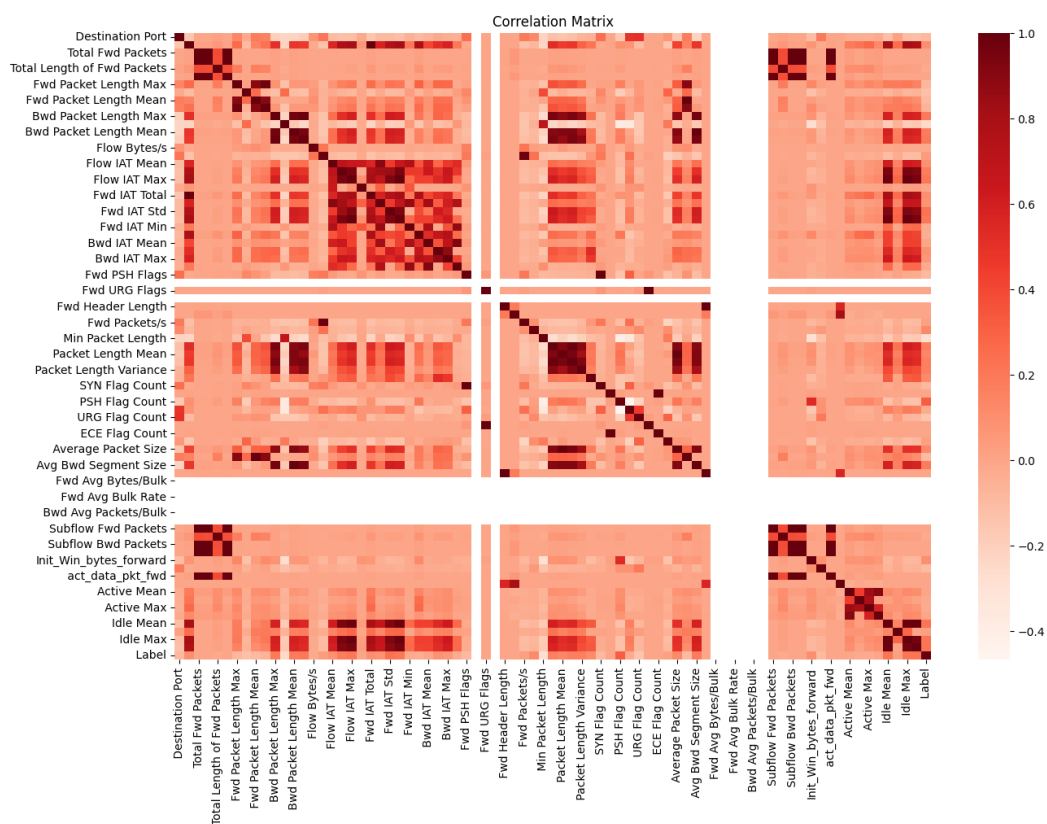 Correlation Matrix
Destination Port
Total Fwd Packets
Total Length of Fwd Packets
Fwd Packet Length Max
Fwd Packet Length Mean
Bwd Packet Length Max
Bwd Packet Length Mean
Flow Bytes/s
Flow IAT Mean
Flow IAT Max
Fwd IAT Total
Fwd IAT Std
Fwd IAT Min
Bwd IAT Mean
Bwd IAT Max
Fwd PSH Flags
Fwd URG Flags
Fwd Header Length
Fwd Packets/s
Min Packet Length
Packet Length Mean
Packet Length Variance
SYN Flag Count
PSH Flag Count
URG Flag Count
ECE Flag Count
Average Packet Size
Avg Bwd Segment Size
Fwd Avg Bytes/Bulk
Fwd Avg Bulk Rate
Bwd Avg Packets/Bulk
Subflow Fwd Packets
Subflow Bwd Packets
Init_Win_bytes_forward
act_data_pkt_fwd
Active Mean
Active Max
Idle Mean
Idle Max
Label
Destination Port
Total Fwd Packets
Total Length of Fwd Packets
Fwd Packet Length Max
Fwd Packet Length Mean
Bwd Packet Length Max
Bwd Packet Length Mean
Flow Bytes/s
Flow IAT Mean
Flow IAT Max
Fwd IAT Total
Fwd IAT Std
Fwd IAT Min
Bwd IAT Mean
Bwd IAT Max
Fwd PSH Flags
Fwd URG Flags
Fwd Header Length
Fwd Packets/s
Min Packet Length
Packet Length Mean
Packet Length Variance
SYN Flag Count
PSH Flag Count
URG Flag Count
ECE Flag Count
Average Packet Size
Avg Bwd Segment Size
Fwd Avg Bytes/Bulk
Fwd Avg Bulk Rate
Bwd Avg Packets/Bulk
Subflow Fwd Packets
Subflow Bwd Packets
Init_Win_bytes_forward
act_data_pkt_fwd
Active Mean
Active Max
Idle Mean
Idle Max
Label
1.0
0.8
0.6
0.4
0.2
0.0
−0.2
−0.4